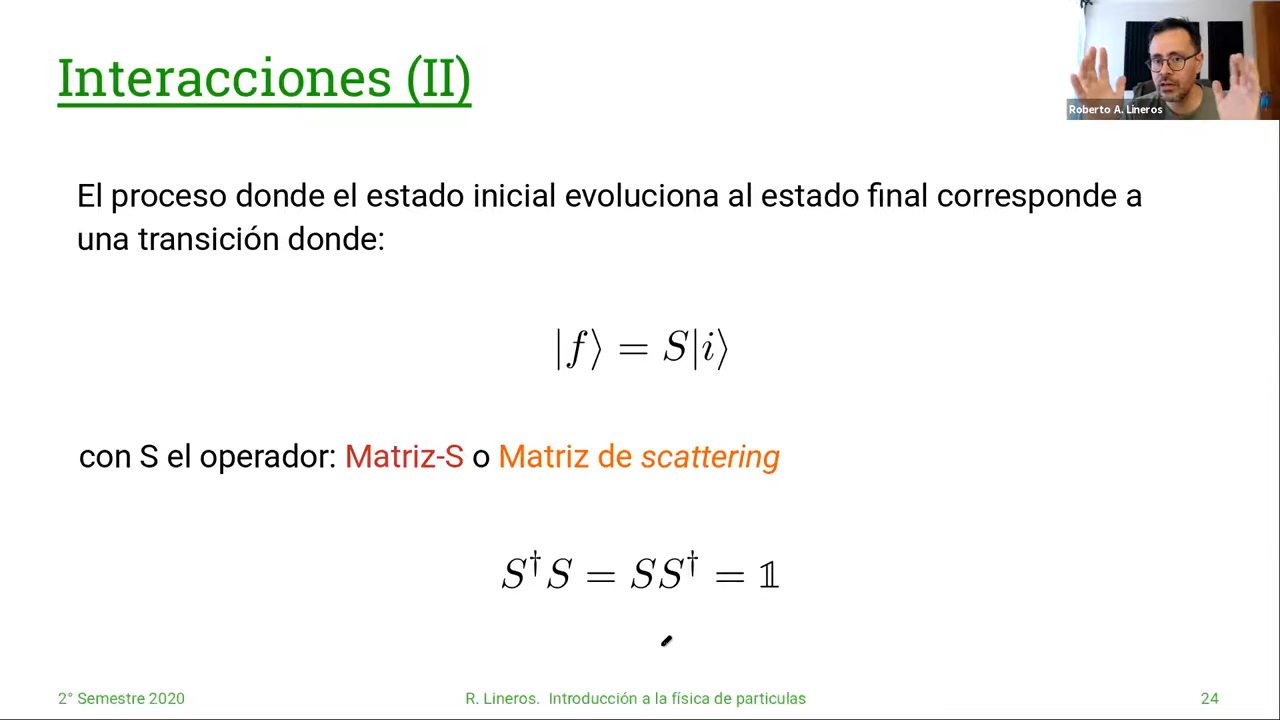 Interacciones (II)
Roberto A. Lineros
El proceso donde el estado inicial evoluciona al estado final corresponde a
una transición donde:
|f⟩ = S|i⟩
con S el operador: Matriz-S o Matriz de scattering
S†S = SS† = 𝟙
2° Semestre 2020
R. Lineros. Introducción a la física de particulas
24